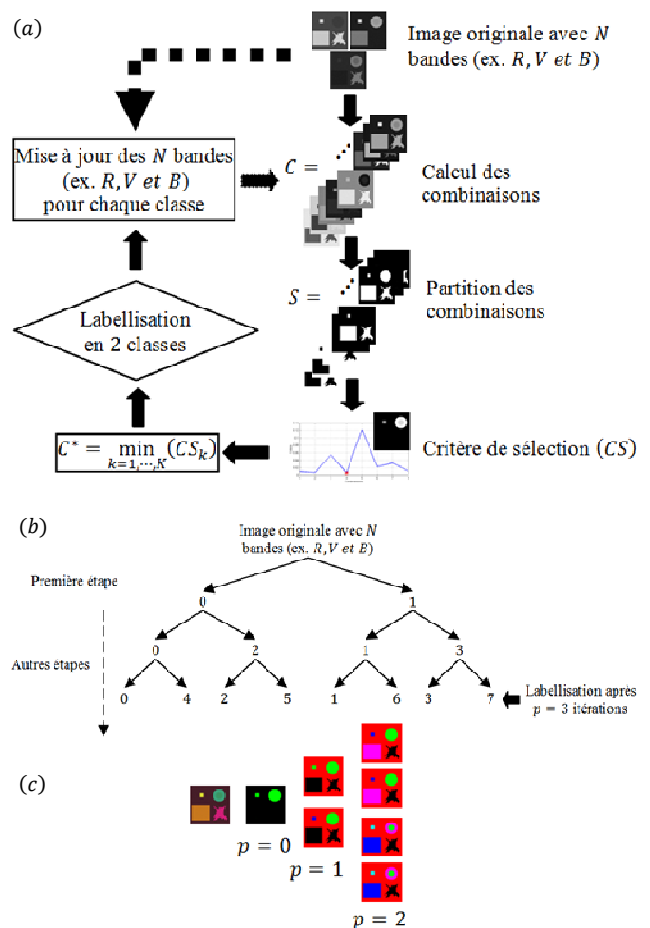 (a)
Image originale avec N
bandes (ex. R, V et B)
Mise à jour des N bandes
(ex. R, V et B)
pour chaque classe
C =
Calcul des
combinaisons
S =
Partition des
combinaisons
Labellisation
en 2 classes
C* = min (CS_k)
k=1,⋯,K
Critère de sélection (CS)
(b)
Image originale avec N
bandes (ex. R, V et B)
Première étape
0 1
0 2 1 3
Autres étapes
0 4 2 5 1 6 3 7
Labellisation après
p = 3 itérations
(c)
p = 0
p = 1
p = 2